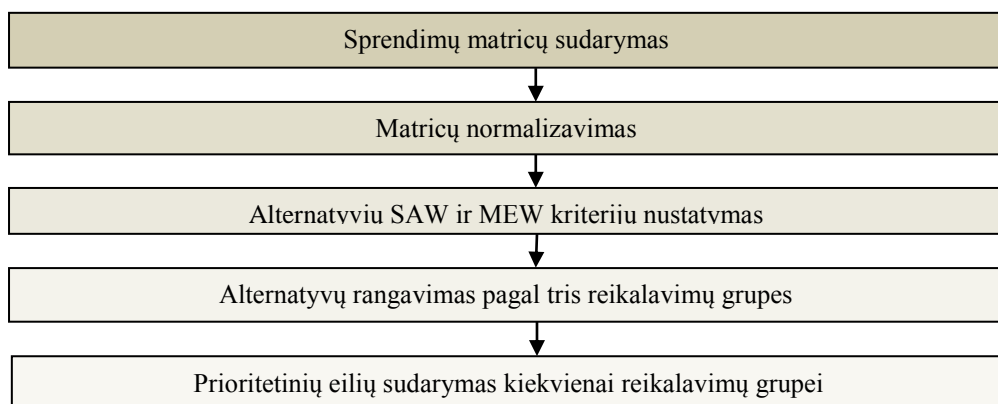 Sprendimų matricų sudarymas
Matricų normalizavimas
Alternatyvių SAW ir MEW kriterijų nustatymas
Alternatyvų rangavimas pagal tris reikalavimų grupes
Prioritetinių eilių sudarymas kiekvienai reikalavimų grupei